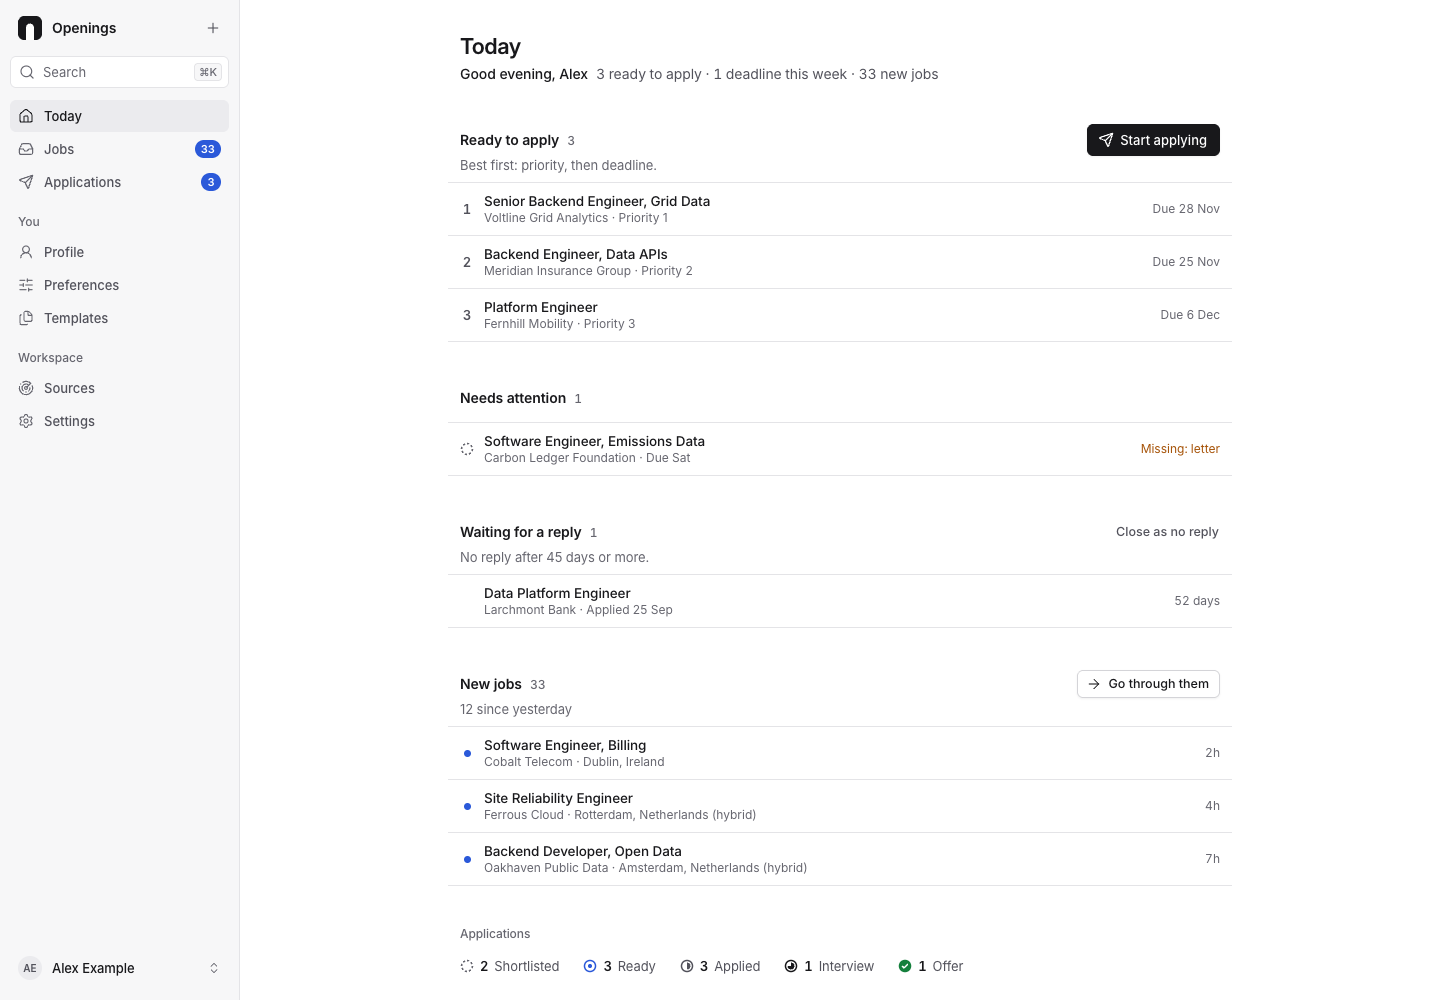 Openings
Search ⌘K
Today
Jobs 33
Applications 3
You
Profile
Preferences
Templates
Workspace
Sources
Settings
AE Alex Example
Today
Good evening, Alex 3 ready to apply · 1 deadline this week · 33 new jobs
Ready to apply 3
Start applying
Best first: priority, then deadline.
1 Senior Backend Engineer, Grid Data
Voltline Grid Analytics · Priority 1
Due 28 Nov
2 Backend Engineer, Data APIs
Meridian Insurance Group · Priority 2
Due 25 Nov
3 Platform Engineer
Fernhill Mobility · Priority 3
Due 6 Dec
Needs attention 1
Software Engineer, Emissions Data
Carbon Ledger Foundation · Due Sat
Missing: letter
Waiting for a reply 1
Close as no reply
No reply after 45 days or more.
Data Platform Engineer
Larchmont Bank · Applied 25 Sep
52 days
New jobs 33
Go through them
12 since yesterday
Software Engineer, Billing
Cobalt Telecom · Dublin, Ireland
2h
Site Reliability Engineer
Ferrous Cloud · Rotterdam, Netherlands (hybrid)
4h
Backend Developer, Open Data
Oakhaven Public Data · Amsterdam, Netherlands (hybrid)
7h
Applications
2 Shortlisted 3 Ready 3 Applied 1 Interview 1 Offer